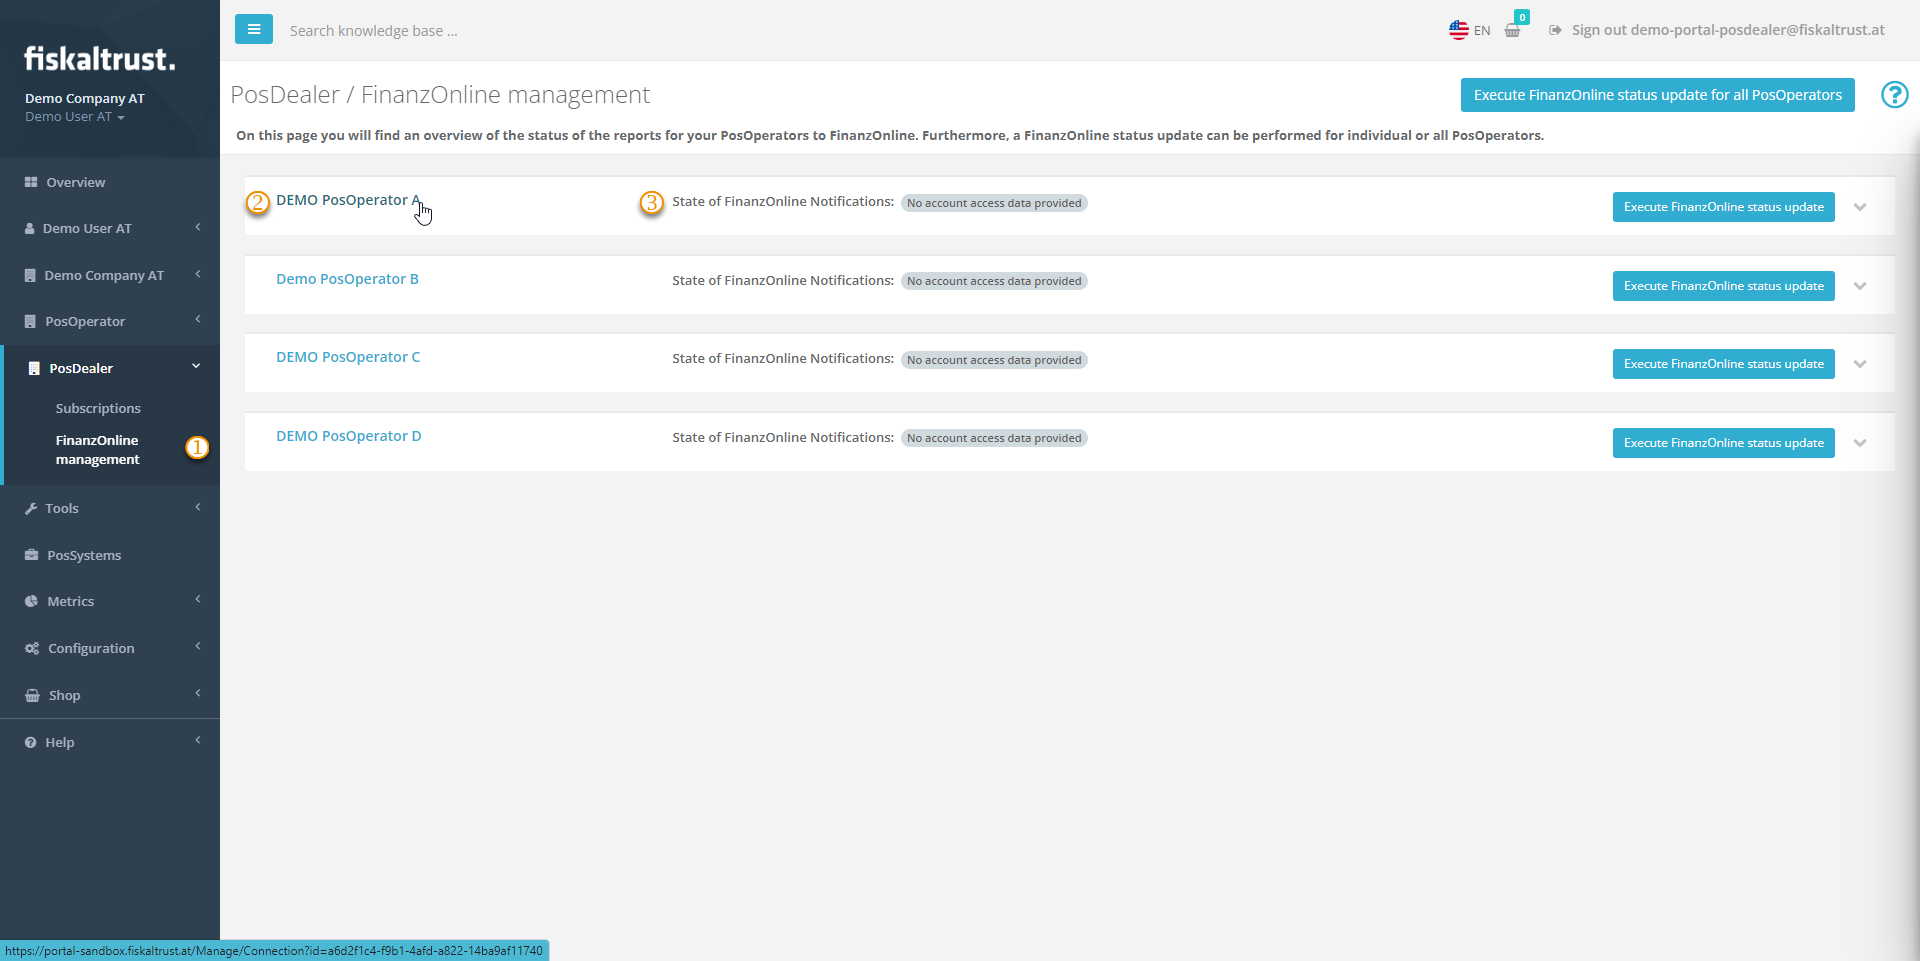 fiskaltrust.
Demo Company AT
Demo User AT
Search knowledge base ...
EN
0
Sign out demo-portal-posdealer@fiskaltrust.at
PosDealer / FinanzOnline management
Execute FinanzOnline status update for all PosOperators
?
On this page you will find an overview of the status of the reports for your PosOperators to FinanzOnline. Furthermore, a FinanzOnline status update can be performed for individual or all PosOperators.
Overview
Demo User AT
Demo Company AT
PosOperator
PosDealer
Subscriptions
FinanzOnline
management
1
Tools
PosSystems
Metrics
Configuration
Shop
Help
2 DEMO PosOperator A
3 State of FinanzOnline Notifications: No account access data provided
Execute FinanzOnline status update
Demo PosOperator B
State of FinanzOnline Notifications: No account access data provided
Execute FinanzOnline status update
DEMO PosOperator C
State of FinanzOnline Notifications: No account access data provided
Execute FinanzOnline status update
DEMO PosOperator D
State of FinanzOnline Notifications: No account access data provided
Execute FinanzOnline status update
https://portal-sandbox.fiskaltrust.at/Manage/Connection?id=a6d2f1c4-f9b1-4afd-a822-14ba9af11740